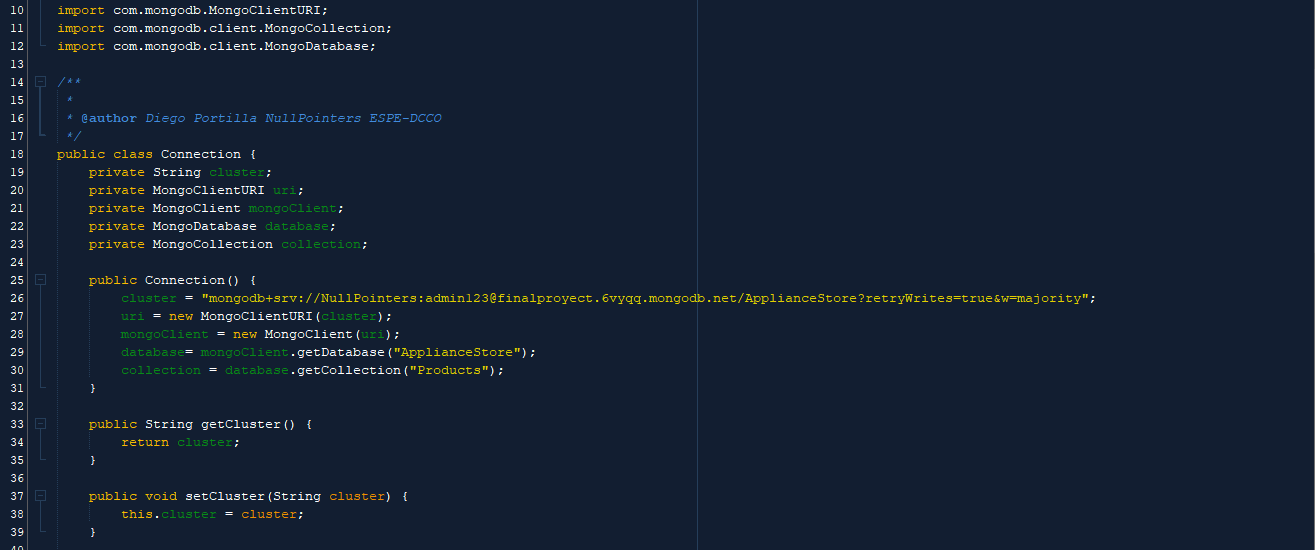 10 import com.mongodb.MongoClientURI;
11 import com.mongodb.client.MongoCollection;
12 import com.mongodb.client.MongoDatabase;
13
14 /**
15 *
16 * @author Diego Portilla NullPointers ESPE-DCCO
17 */
18 public class Connection {
19 private String cluster;
20 private MongoClientURI uri;
21 private MongoClient mongoClient;
22 private MongoDatabase database;
23 private MongoCollection collection;
24
25 public Connection() {
26 cluster = "mongodb+srv://NullPointers:admin123@finalproyect.6vyqq.mongodb.net/ApplianceStore?retryWrites=true&w=majority";
27 uri = new MongoClientURI(cluster);
28 mongoClient = new MongoClient(uri);
29 database= mongoClient.getDatabase("ApplianceStore");
30 collection = database.getCollection("Products");
31 }
32
33 public String getCluster() {
34 return cluster;
35 }
36
37 public void setCluster(String cluster) {
38 this.cluster = cluster;
39 }
40